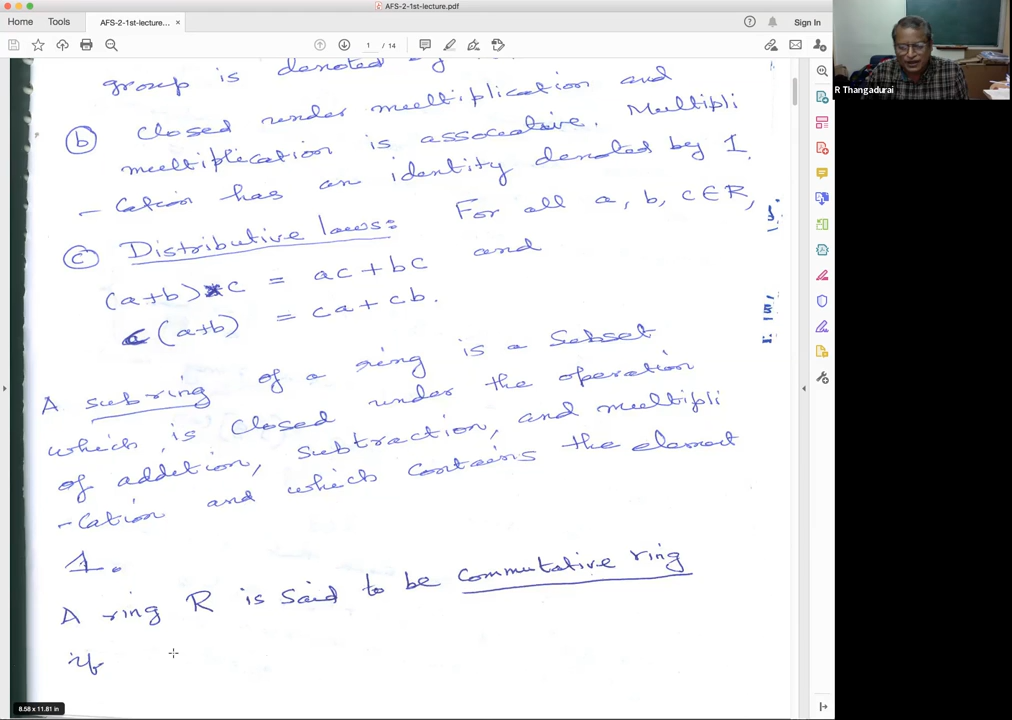 AFS-2-1st-lecture.pdf
Home Tools AFS-2-1st-lecture... × Sign In
1 / 14
group is denoted by
R Thangadurai
(b) closed under multiplication and
multiplication is associative. Multipli
- cation has an identity denoted by 1.
(c) Distributive laws: For all a, b, c ∈ R,
(a+b) * c = ac + bc and
c (a+b) = ca + cb.
A subring of a ring is a subset
which is closed under the operation
of addition, subtraction, and multipli
- cation and which contains the element
1.
A ring R is said to be commutative ring
if
8.58 x 11.81 in